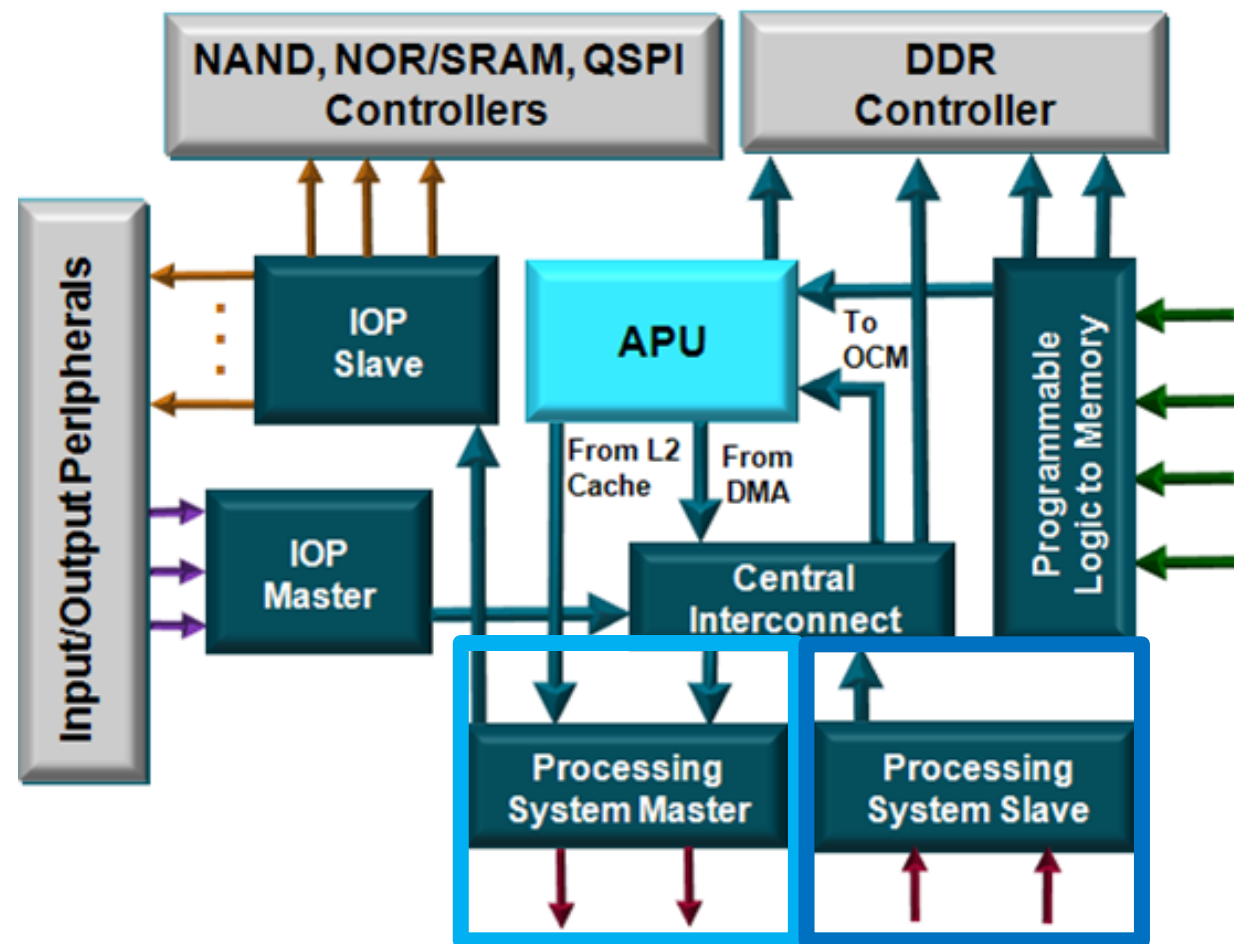 NAND, NOR/SRAM, QSPI
Controllers
DDR
Controller
Input/Output Peripherals
IOP
Slave
APU
To
OCM
Programmable
Logic to Memory
From L2
Cache
From
DMA
IOP
Master
Central
Interconnect
Processing
System Master
Processing
System Slave